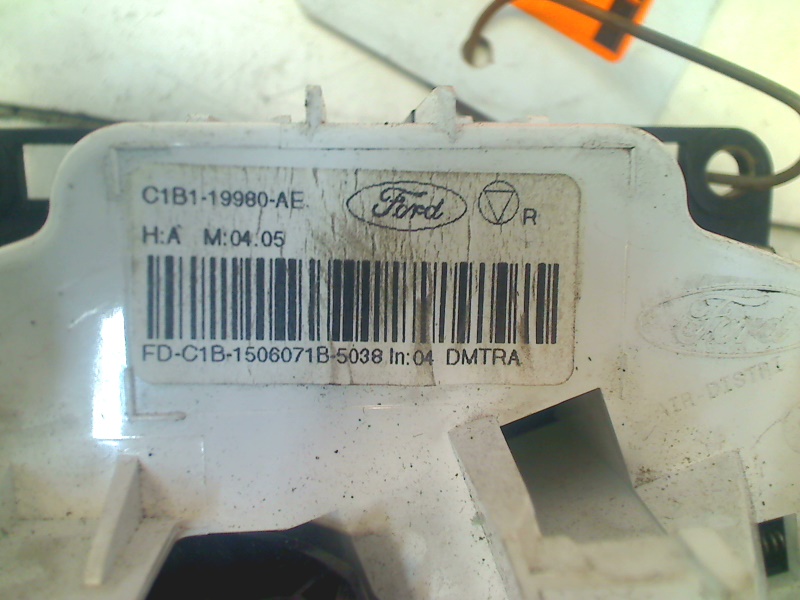 C1B1-19980-AE
Ford
R
H:A M:04.05
FD-C1B-1506071B-5038 In:04 DMTRA
Ford